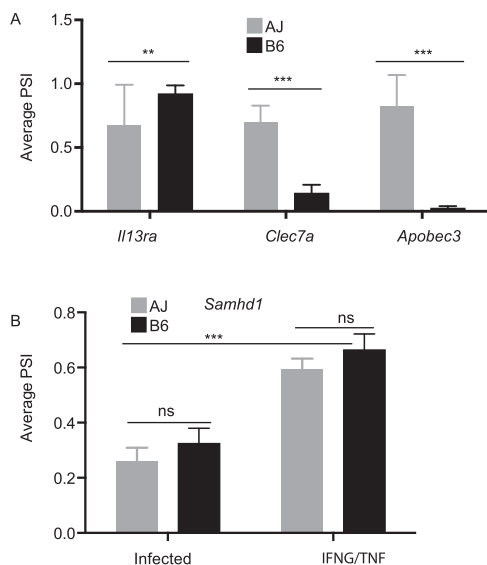 A
AJ
B6
Average PSI
1.5
1.0
0.5
0.0
**
***
***
Il13ra
Clec7a
Apobec3
B
AJ
B6
Samhd1
Average PSI
0.8
0.6
0.4
0.2
0.0
ns
***
ns
Infected
IFNG/TNF